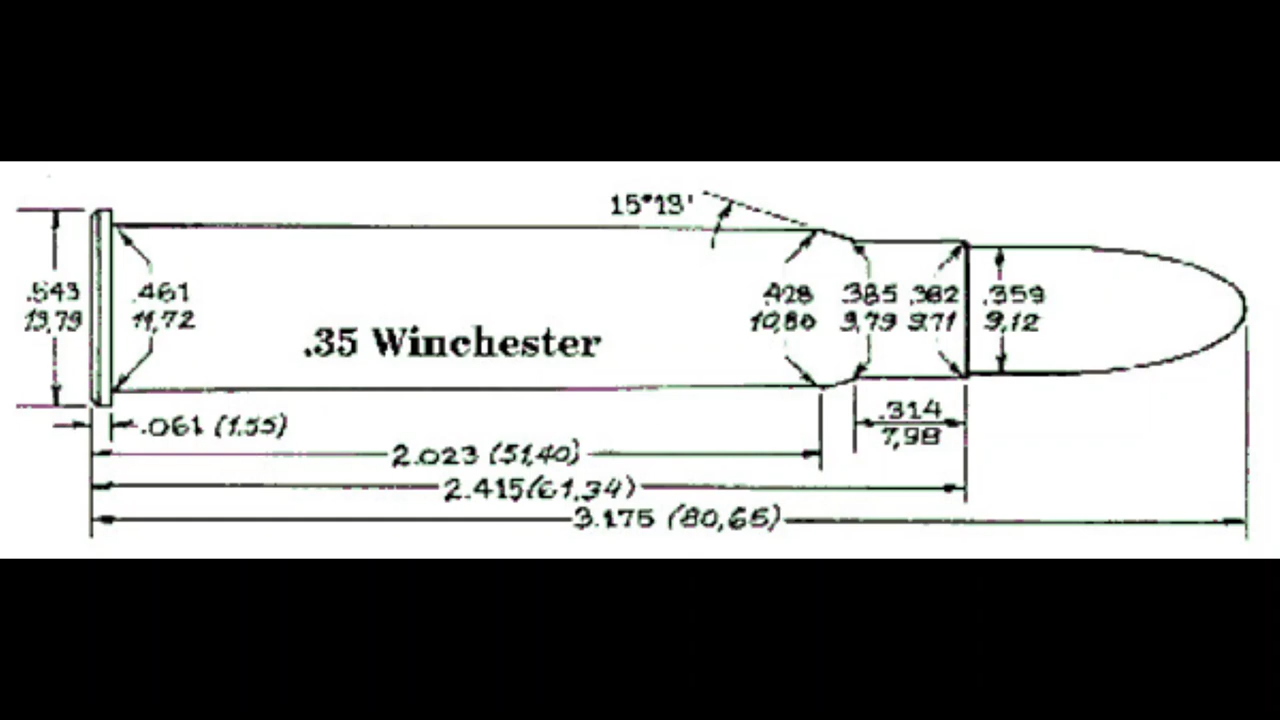 15°13'
.543 .461 .428 .385 .382 .359
13,79 11,72 10,80 9,79 9,71 9,12
.35 Winchester
.061 (1.55)
.314
7,98
2.023 (51,40)
2.415 (61,34)
3.175 (80,65)